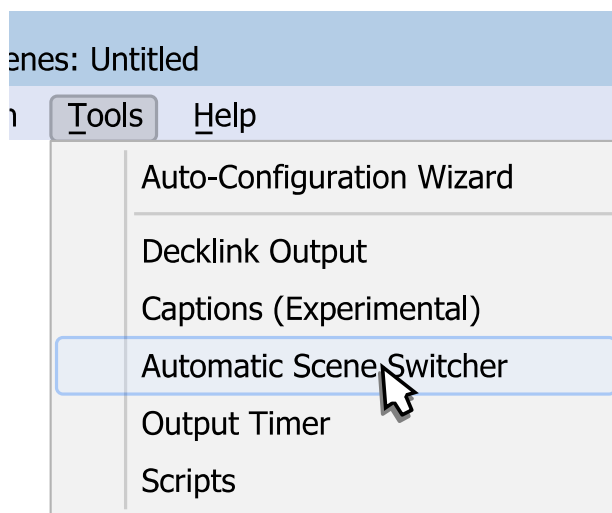 enes: Untitled
Tools Help
Auto-Configuration Wizard
Decklink Output
Captions (Experimental)
Automatic Scene Switcher
Output Timer
Scripts